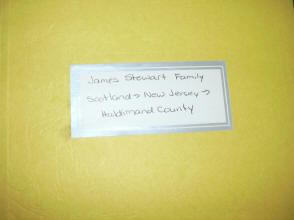 James Stewart Family
Scotland → New Jersey →
Haldimand County